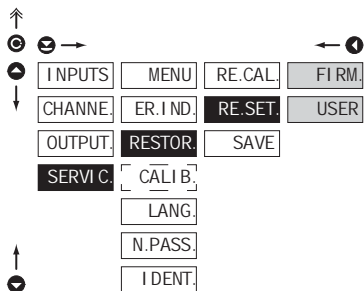 INPUTS MENU RE.CAL. FIRM.
CHANNE. ER.IND. RE.SET. USER
OUTPUT. RESTOR. SAVE
SERVIC. CALIB.
LANG.
N.PASS.
IDENT.